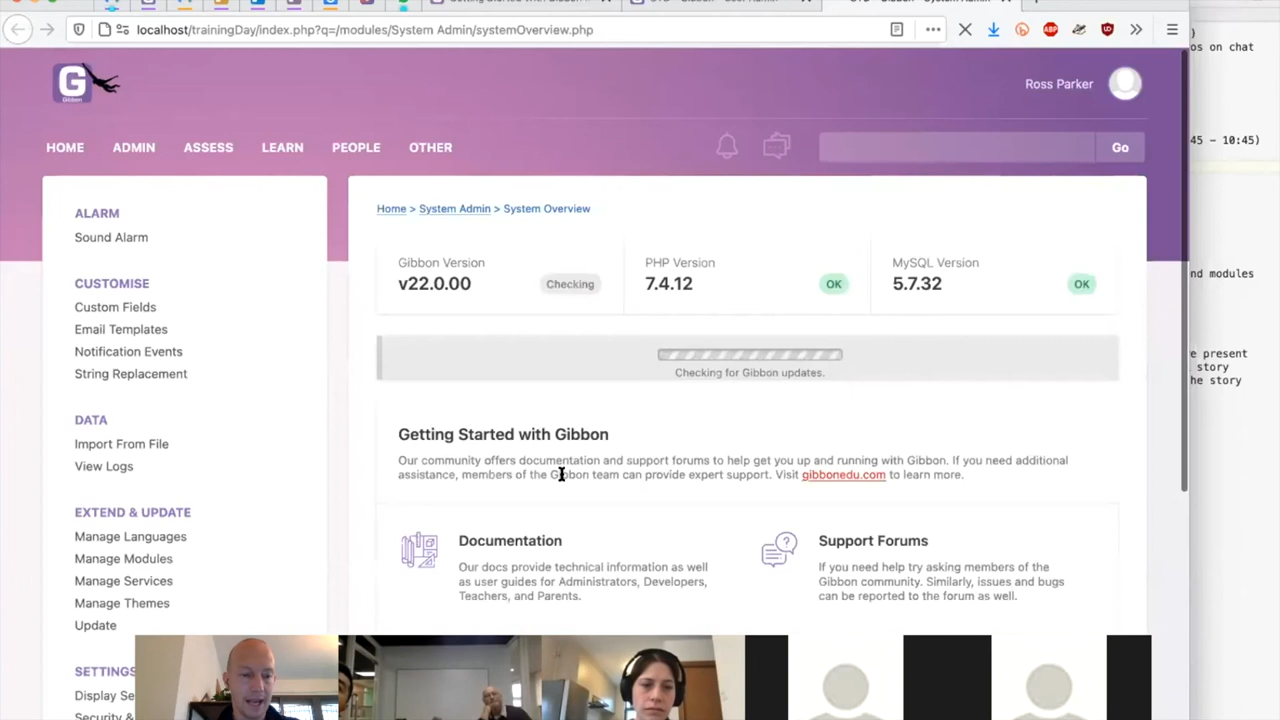 localhost/trainingDay/index.php?q=/modules/System Admin/systemOverview.php
os on chat
G
Gibbon
Ross Parker
45 – 10:45)
HOME
ADMIN
ASSESS
LEARN
PEOPLE
OTHER
Go
ALARM
Sound Alarm
CUSTOMISE
Custom Fields
Email Templates
Notification Events
String Replacement
DATA
Import From File
View Logs
EXTEND & UPDATE
Manage Languages
Manage Modules
Manage Services
Manage Themes
Update
SETTINGS
Display Se
Security &
Home > System Admin > System Overview
Gibbon Version
v22.0.00
Checking
PHP Version
7.4.12
OK
MySQL Version
5.7.32
OK
Checking for Gibbon updates.
Getting Started with Gibbon
Our community offers documentation and support forums to help get you up and running with Gibbon. If you need additional
assistance, members of the Gibbon team can provide expert support. Visit gibbonedu.com to learn more.
Documentation
Our docs provide technical information as well
as user guides for Administrators, Developers,
Teachers, and Parents.
Support Forums
If you need help try asking members of the
Gibbon community. Similarly, issues and bugs
can be reported to the forum as well.
nd modules
e present
story
he story